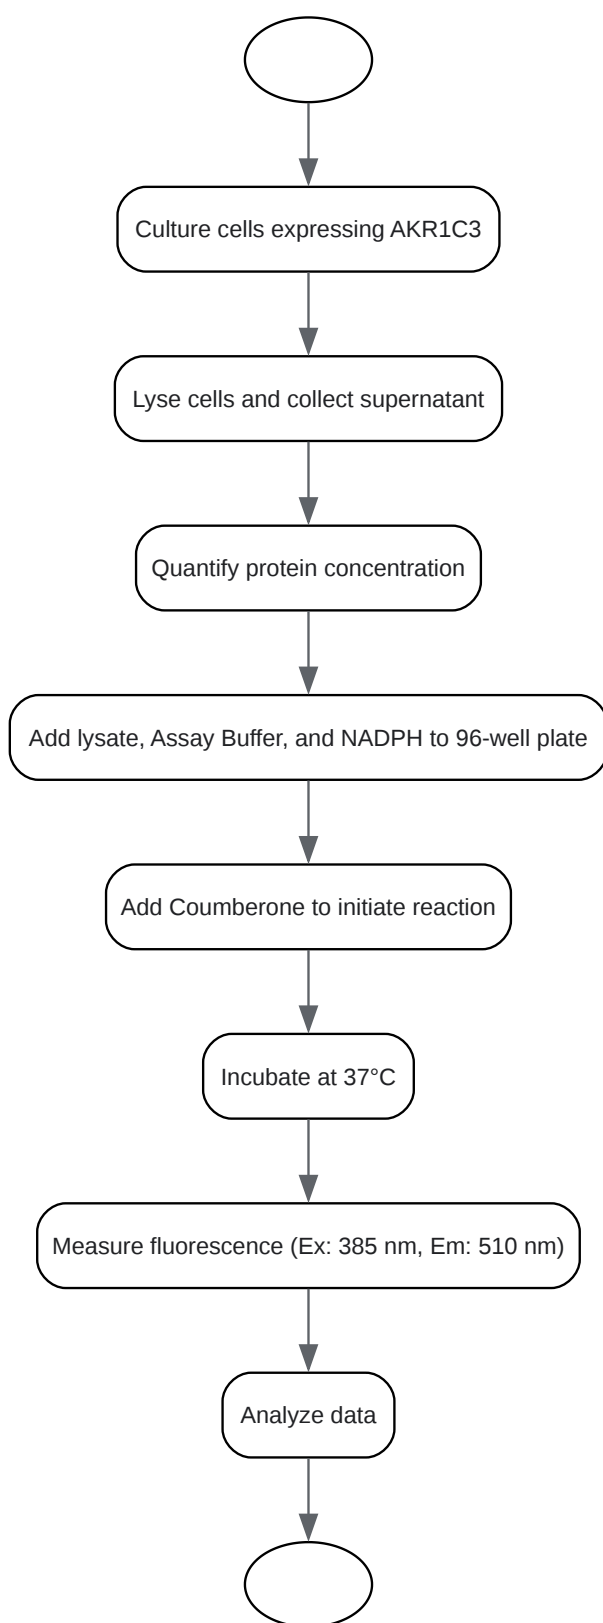 Culture cells expressing AKR1C3
Lyse cells and collect supernatant
Quantify protein concentration
Add lysate, Assay Buffer, and NADPH to 96-well plate
Add Coumberone to initiate reaction
Incubate at 37°C
Measure fluorescence (Ex: 385 nm, Em: 510 nm)
Analyze data